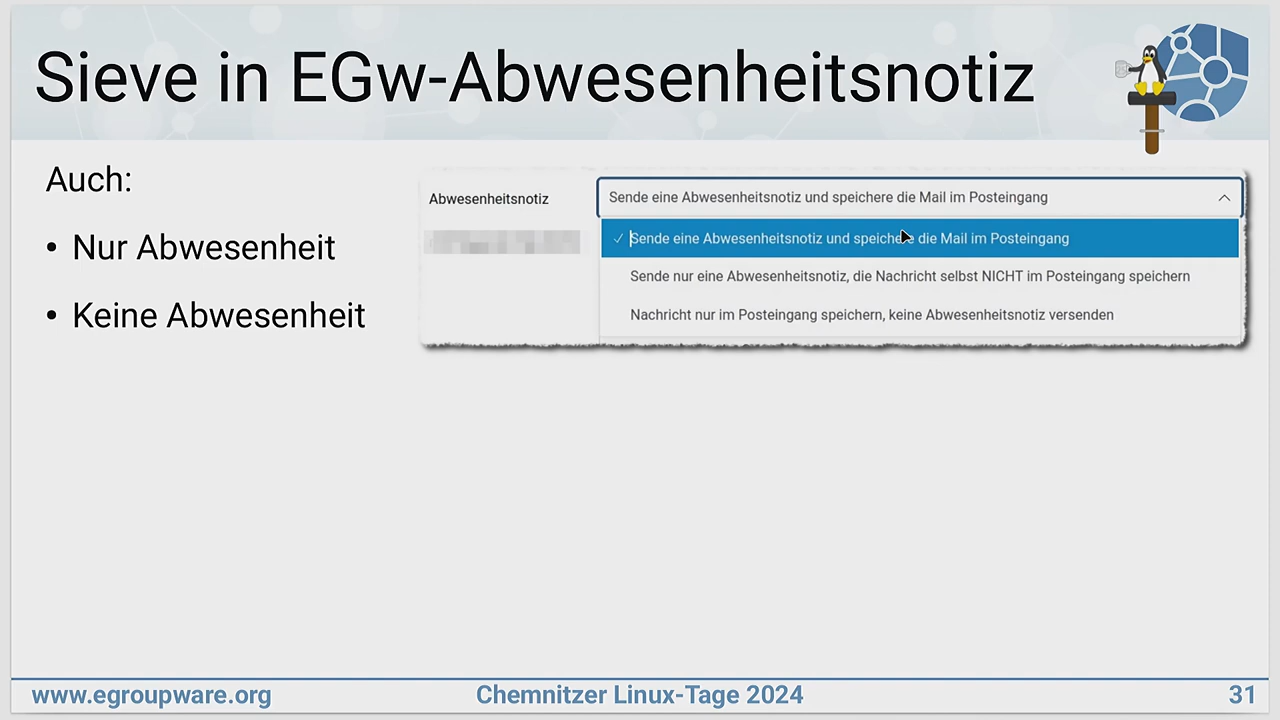 Sieve in EGw-Abwesenheitsnotiz
Auch:
• Nur Abwesenheit
• Keine Abwesenheit
Abwesenheitsnotiz
Sende eine Abwesenheitsnotiz und speichere die Mail im Posteingang
Sende eine Abwesenheitsnotiz und speichere die Mail im Posteingang
Sende nur eine Abwesenheitsnotiz, die Nachricht selbst NICHT im Posteingang speichern
Nachricht nur im Posteingang speichern, keine Abwesenheitsnotiz versenden
www.egroupware.org
Chemnitzer Linux-Tage 2024
31